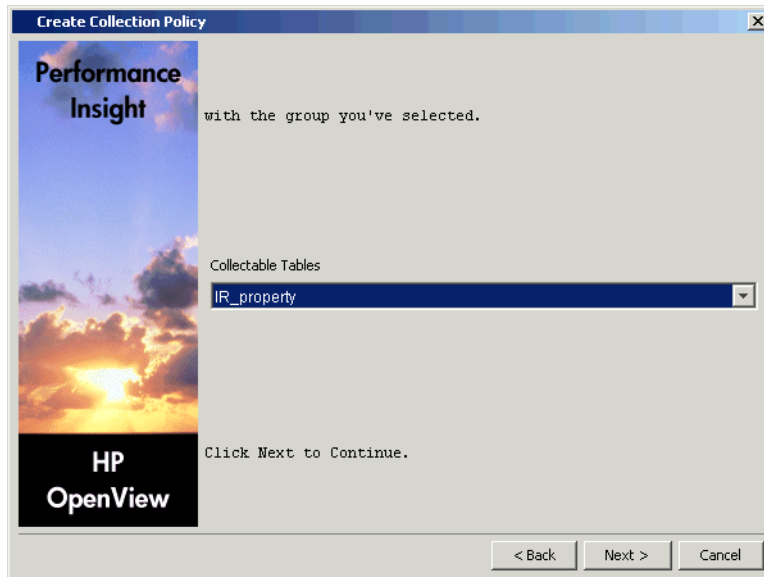 Create Collection Policy
Performance
Insight
with the group you've selected.
Collectable Tables
IR_property
Click Next to Continue.
HP
OpenView
< Back
Next >
Cancel